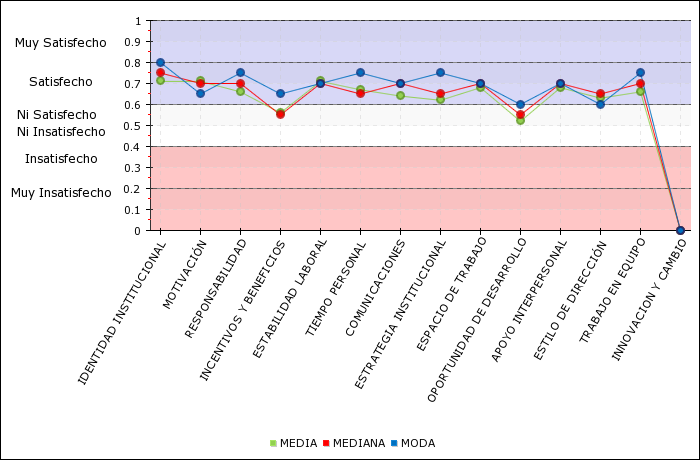 1
0.9
0.8
0.7
0.6
0.5
0.4
0.3
0.2
0.1
0
Muy Satisfecho
Satisfecho
Ni Satisfecho
Ni Insatisfecho
Insatisfecho
Muy Insatisfecho
IDENTIDAD INSTITUCIONAL
MOTIVACIÓN
RESPONSABILIDAD
INCENTIVOS Y BENEFICIOS
ESTABILIDAD LABORAL
TIEMPO PERSONAL
COMUNICACIONES
ESTRATEGIA INSTITUCIONAL
ESPACIO DE TRABAJO
OPORTUNIDAD DE DESARROLLO
APOYO INTERPERSONAL
ESTILO DE DIRECCIÓN
TRABAJO EN EQUIPO
INNOVACION Y CAMBIO
MEDIA MEDIANA MODA